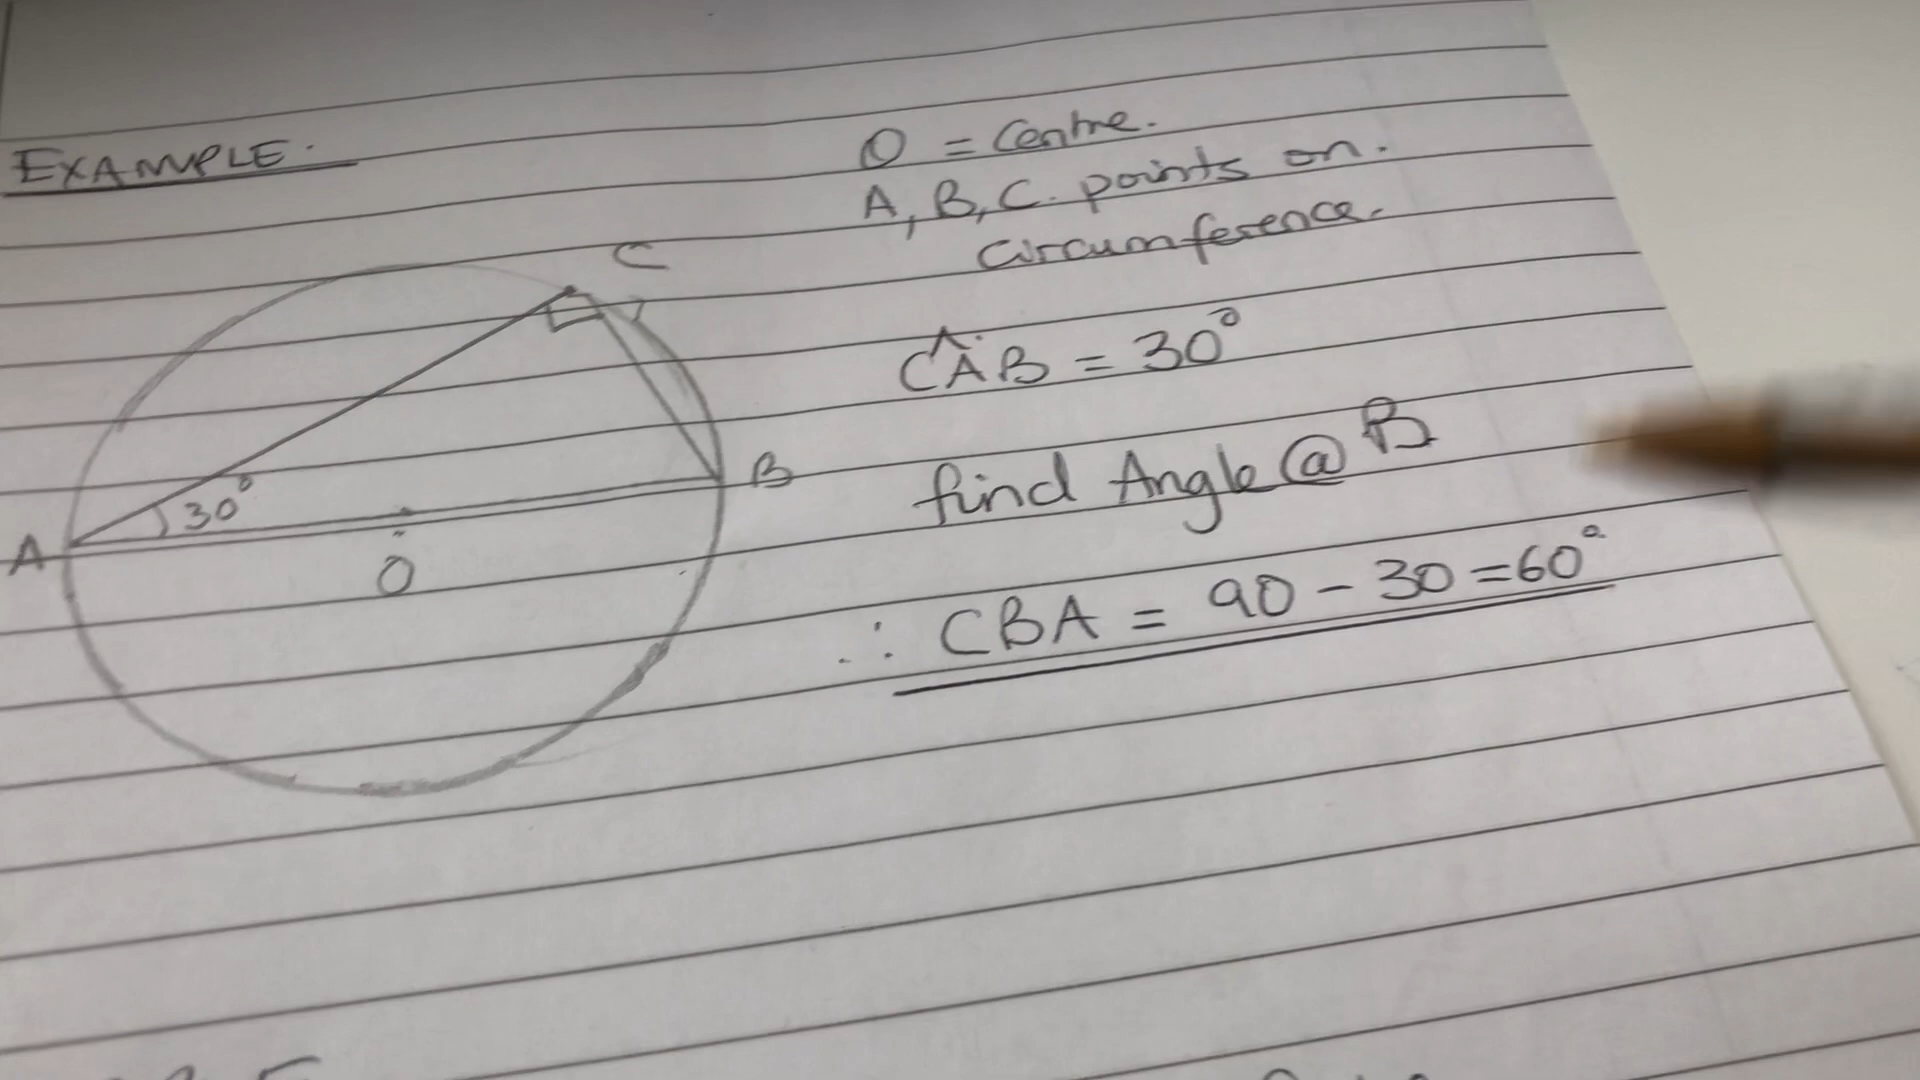 EXAMPLE.
O = Centre.
A, B, C. points on.
circumference.
C
CÂB = 30°
find Angle @ B
B
30°
A
O
∴ CBA = 90 - 30 = 60°